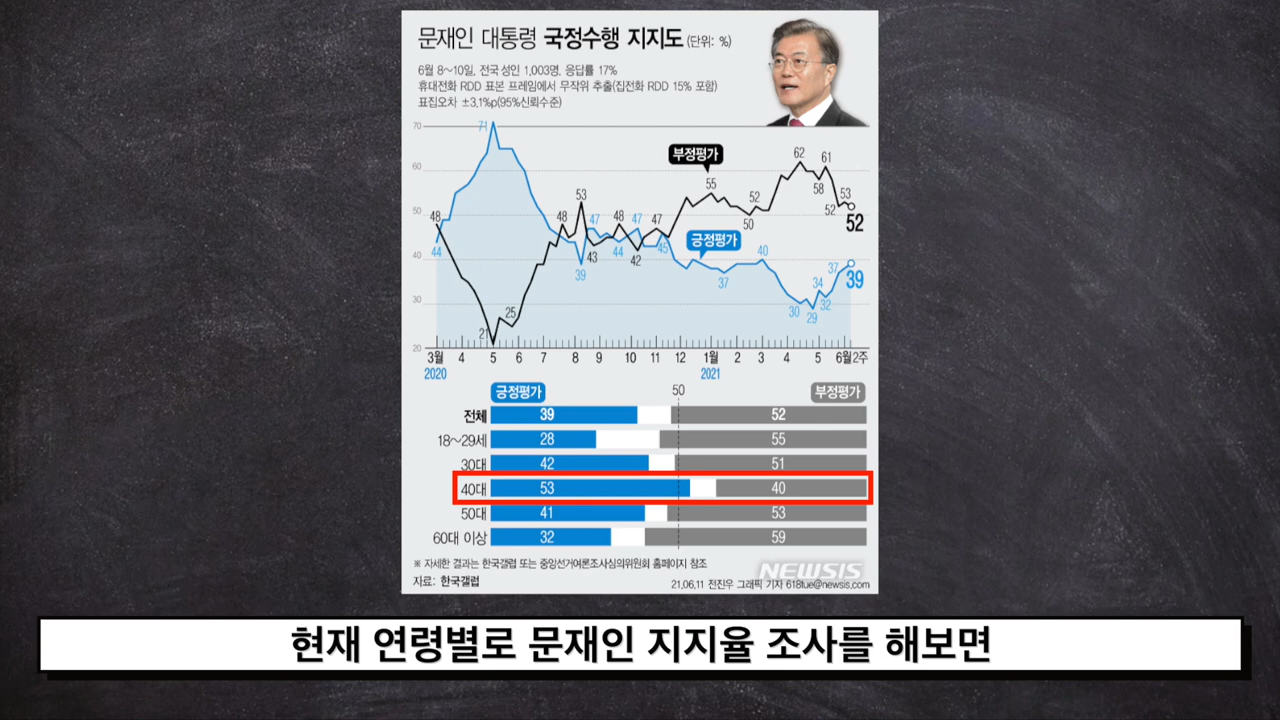 문재인 대통령 국정수행 지지도 (단위: %)
6월 8~10일, 전국 성인 1,003명, 응답률 17%
휴대전화 RDD 표본 프레임에서 무작위 추출(집전화 RDD 15% 포함)
표집오차 ±3.1%p(95%신뢰수준)
70
60
50
40
30
20
71
48
44
21
25
48
53
39
43
47
44
48
42
47
47
45
부정평가
55
50
52
62
58
61
52
53
52
긍정평가
37
40
30
29
34
32
37
39
3월 4 5 6 7 8 9 10 11 12 1월 2 3 4 5 6월2주
2020 2021
긍정평가 50 부정평가
전체 39 52
18~29세 28 55
30대 42 51
40대 53 40
50대 41 53
60대 이상 32 59
※ 자세한 결과는 한국갤럽 또는 중앙선거여론조사심의위원회 홈페이지 참조
NEWSIS
자료: 한국갤럽 21.06.11 전진우 그래픽 기자 618tue@newsis.com
현재 연령별로 문재인 지지율 조사를 해보면